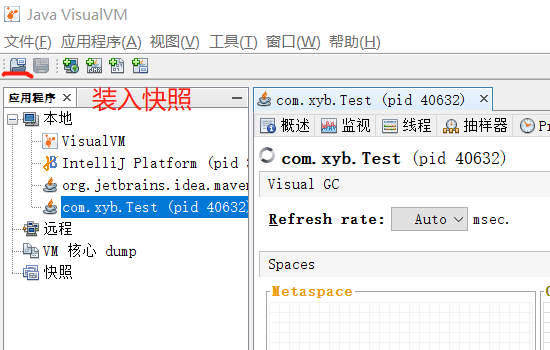 Java VisualVM
文件(F) 应用程序(A) 视图(V) 工具(T) 窗口(W) 帮助(H)
应用程序 ×
装入快照
本地
VisualVM
IntelliJ Platform (pid
org.jetbrains.idea.mave
com.xyb.Test (pid 40632)
远程
VM 核心 dump
快照
com.xyb.Test (pid 40632) ×
概述 监视 线程 抽样器 Pr
com.xyb.Test (pid 40632)
Visual GC
Refresh rate: Auto msec.
Spaces
Metaspace